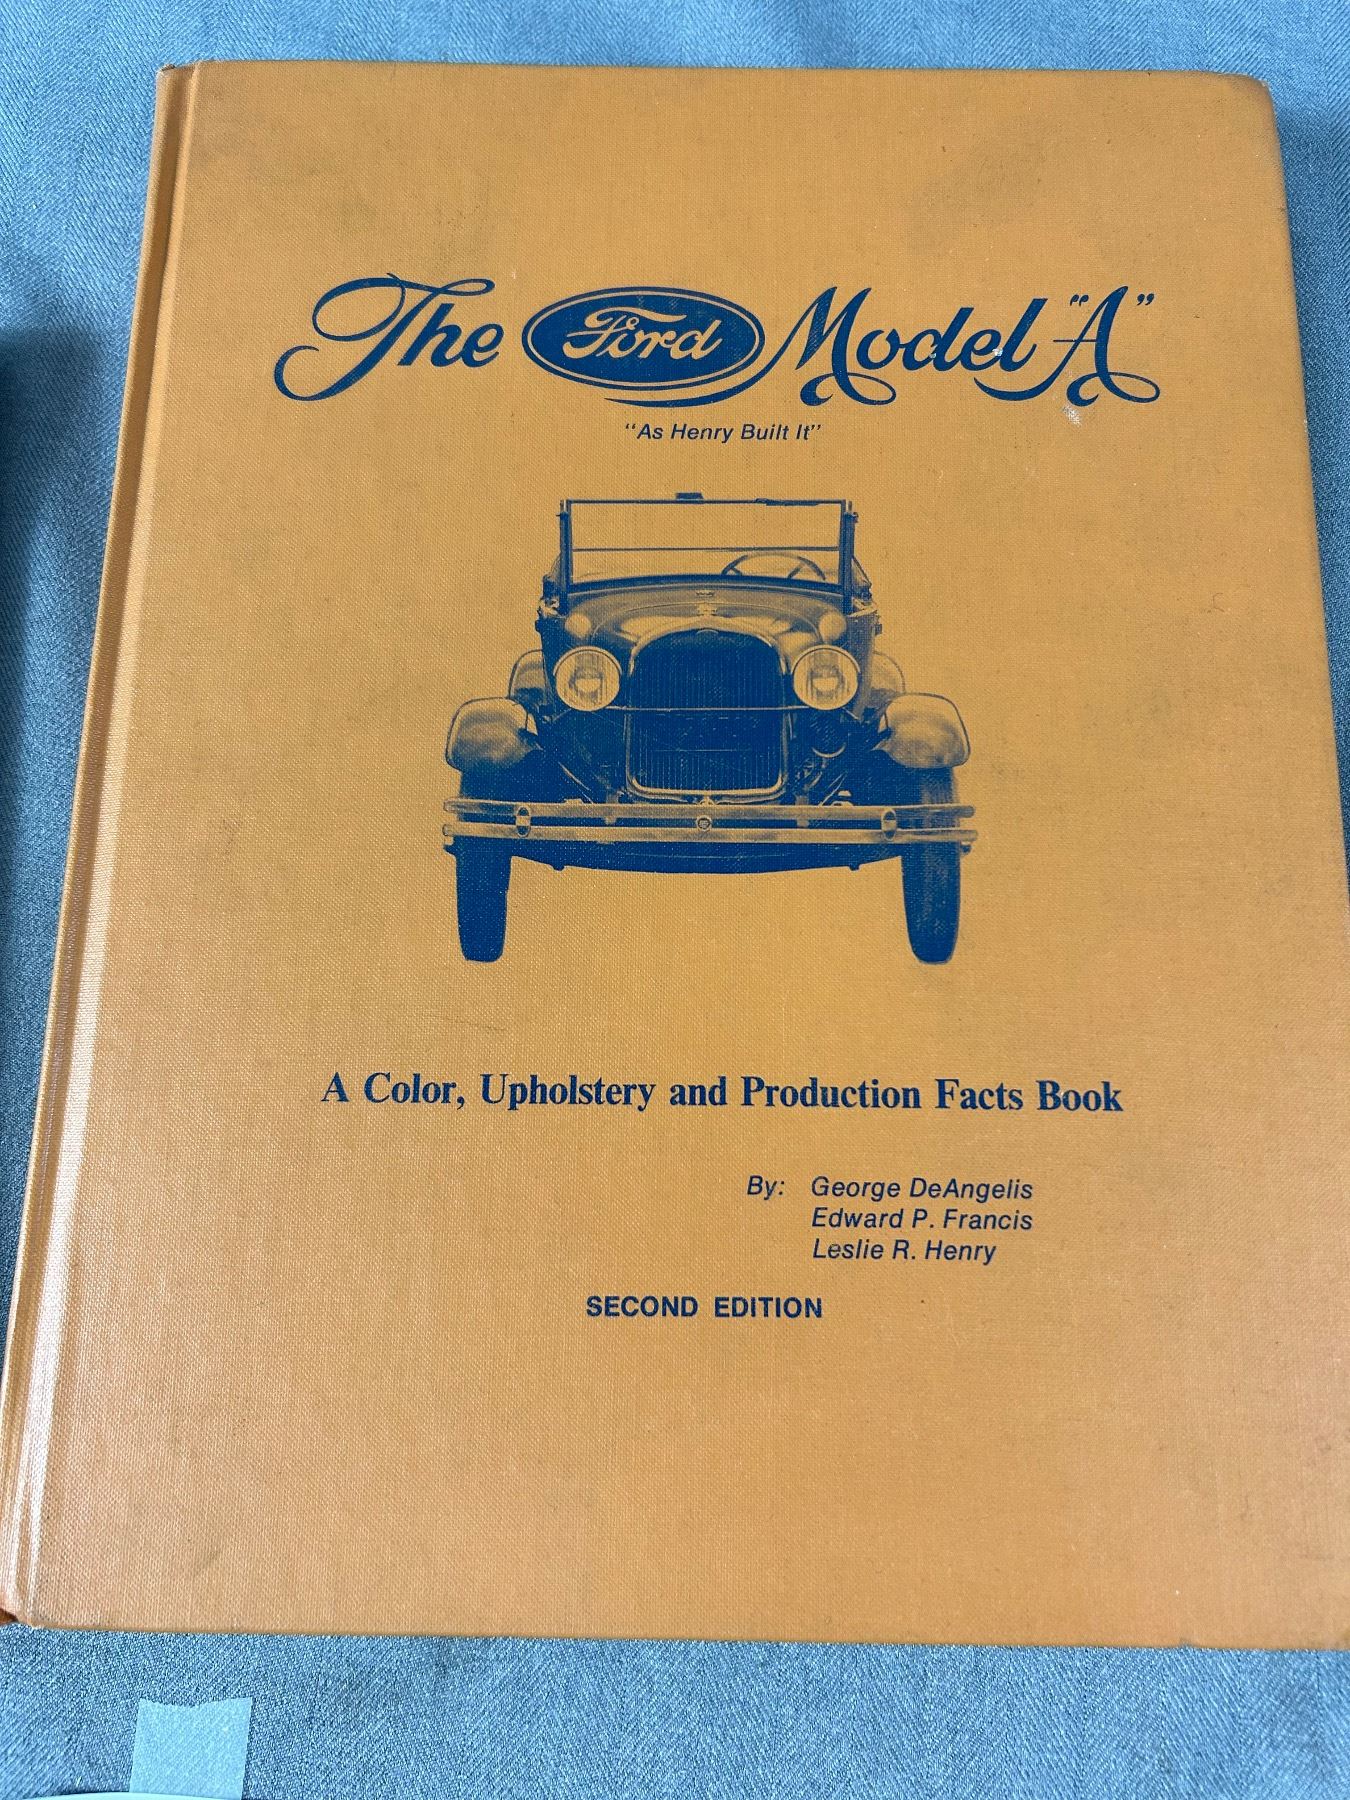 The Ford Model "A"
"As Henry Built It"
A Color, Upholstery and Production Facts Book
By: George DeAngelis
Edward P. Francis
Leslie R. Henry
SECOND EDITION